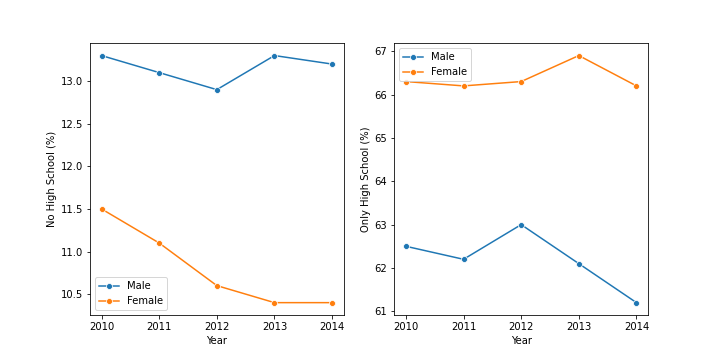 No High School (%)
13.0
12.5
12.0
11.5
11.0
10.5
Male
Female
2010 2011 2012 2013 2014
Year
Only High School (%)
67
66
65
64
63
62
61
Male
Female
2010 2011 2012 2013 2014
Year